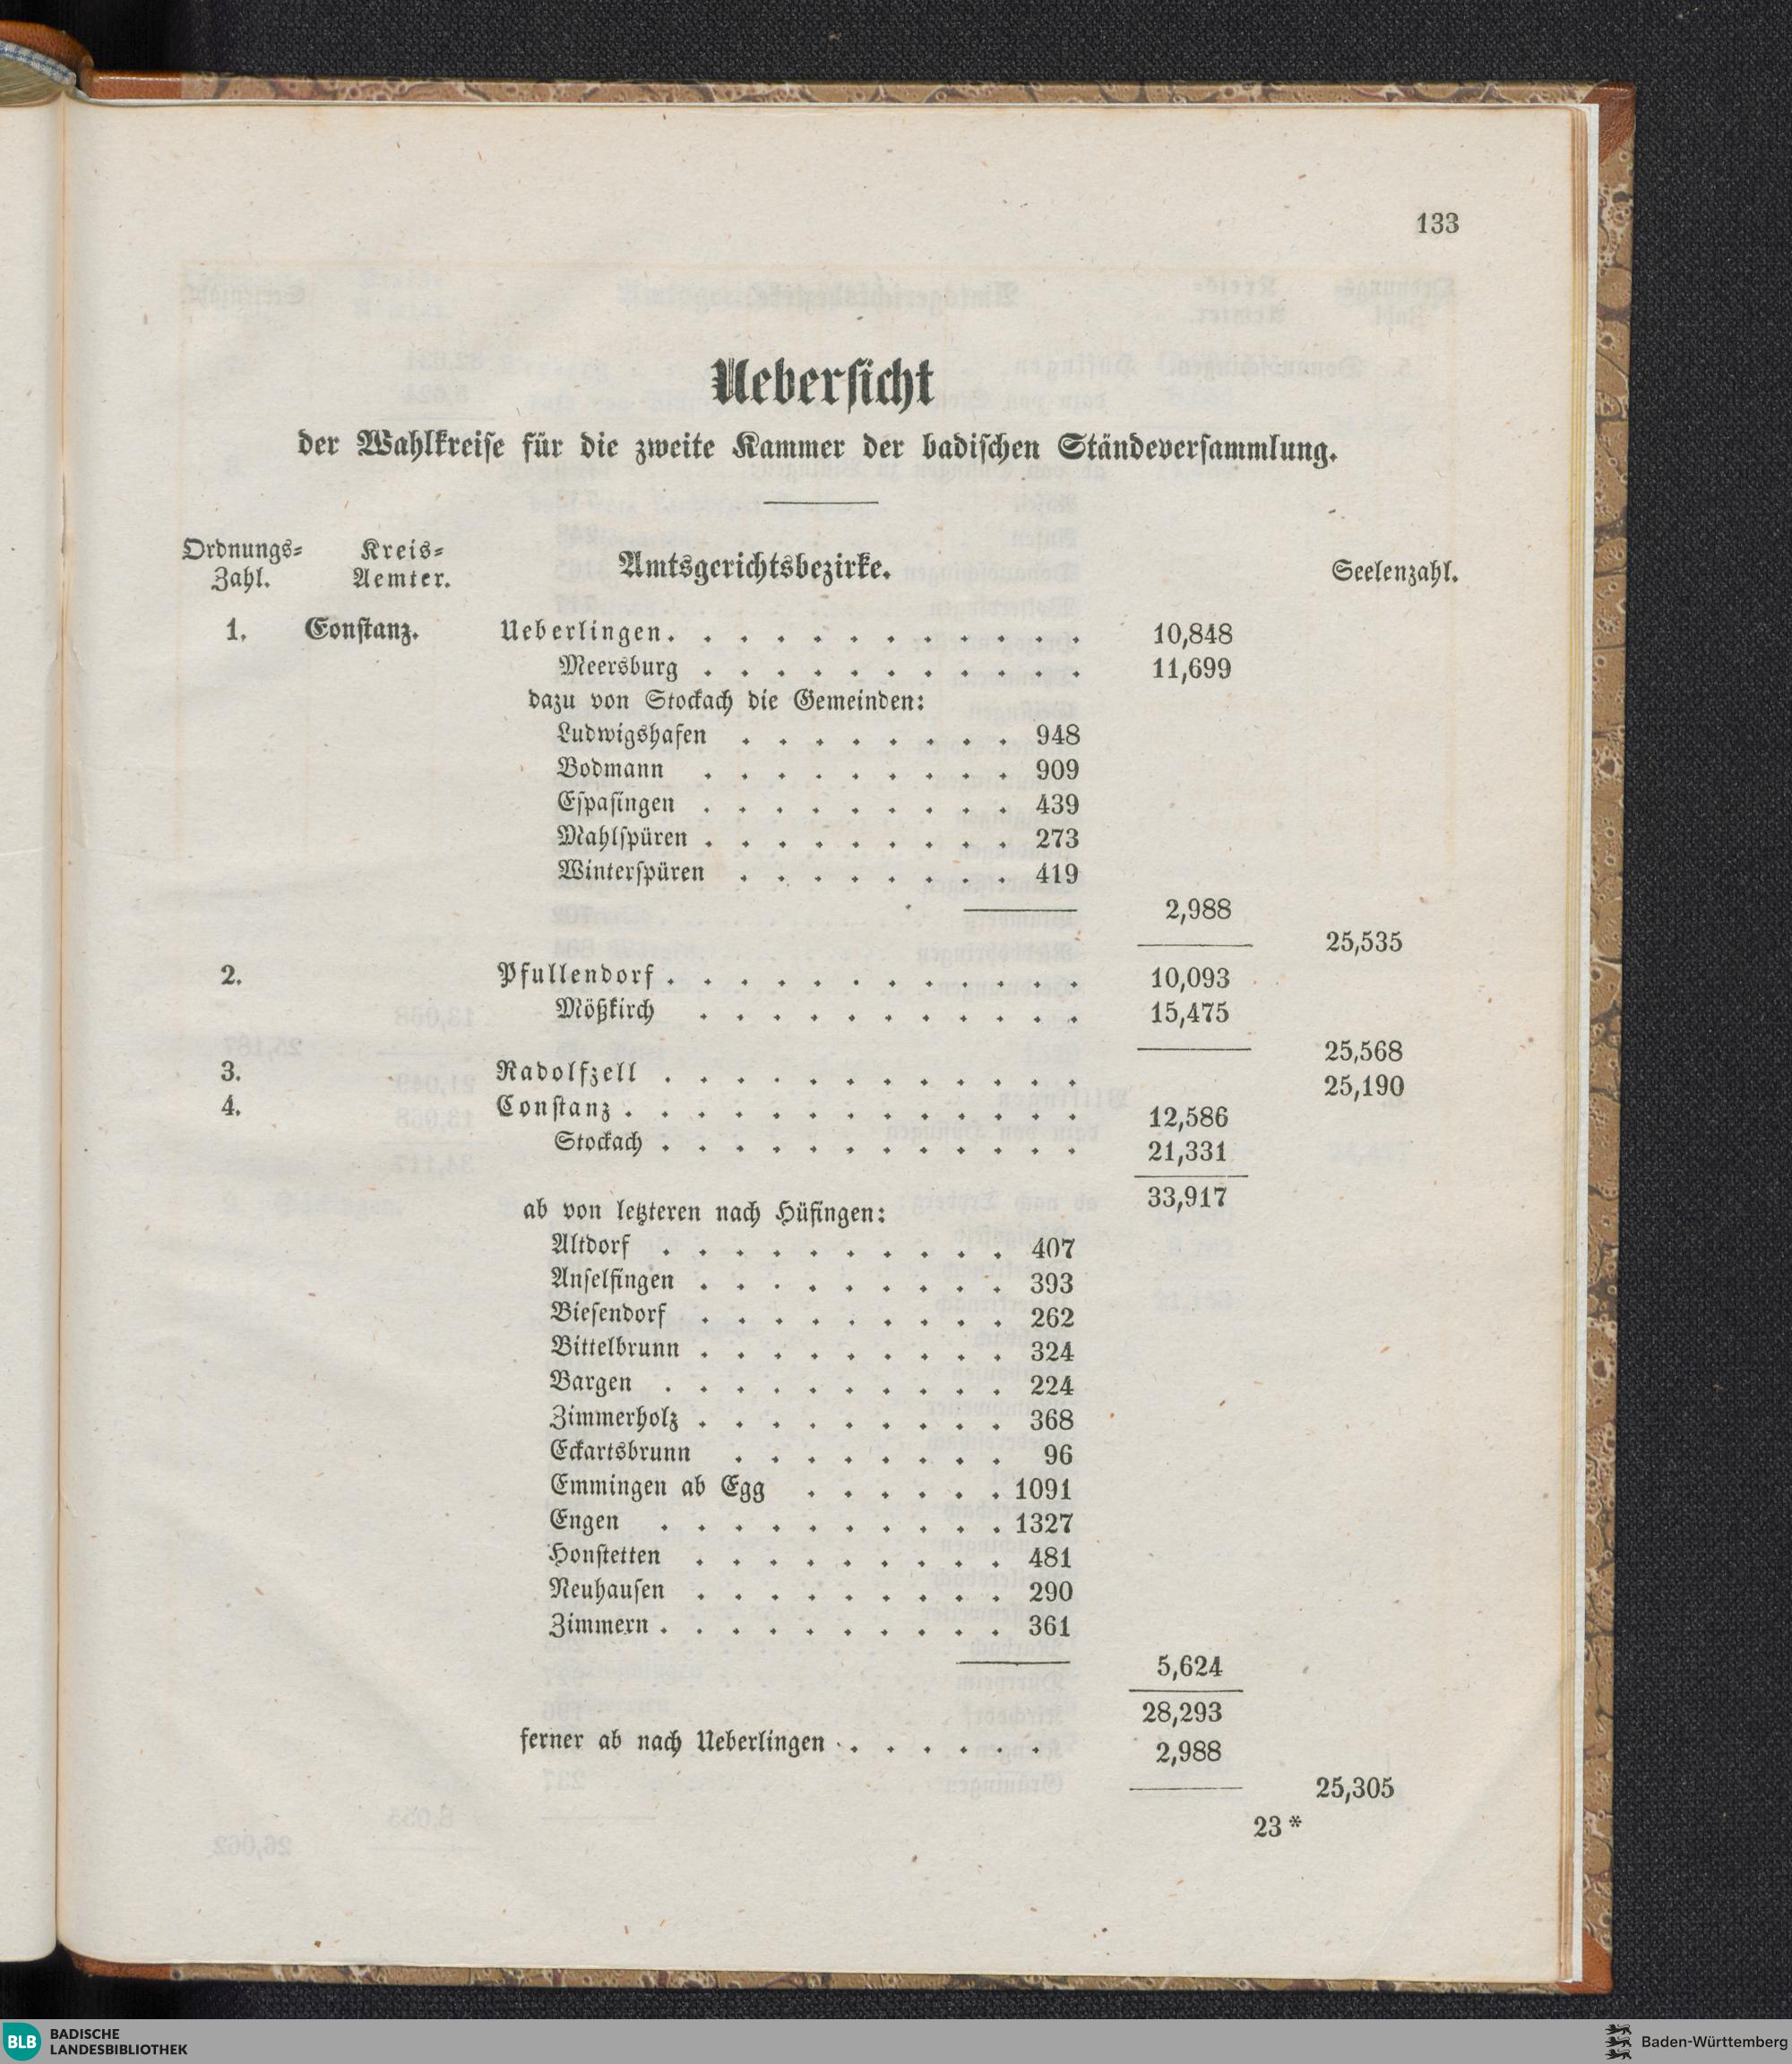 133
Uebersicht
der Wahlkreise für die zweite Kammer der badischen Ständeversammlung.
Ordnungs-Zahl. Kreis-Aemter. Amtsgerichtsbezirke. Seelenzahl.
1. Constanz. Ueberlingen. . . . . . . . . . . . 10,848
Meersburg . . . . . . . . . . . 11,699
dazu von Stockach die Gemeinden:
Ludwigshafen . . . . . . . . 948
Bodmann . . . . . . . . . 909
Espasingen . . . . . . . . . 439
Mahlspüren . . . . . . . . . 273
Winterspüren . . . . . . . . 419
2,988
25,535
2. Pfullendorf . . . . . . . . . . . . 10,093
Mößkirch . . . . . . . . . . . 15,475
25,568
3. Radolfzell . . . . . . . . . . . . 25,190
4. Constanz . . . . . . . . . . . . . 12,586
Stockach . . . . . . . . . . . . 21,331
33,917
ab von letzteren nach Hüfingen:
Altdorf . . . . . . . . . . 407
Anselfingen . . . . . . . . . 393
Biesendorf . . . . . . . . . 262
Bittelbrunn . . . . . . . . . 324
Bargen . . . . . . . . . . 224
Zimmerholz . . . . . . . . . 368
Eckartsbrunn . . . . . . . . 96
Emmingen ab Egg . . . . . . 1091
Engen . . . . . . . . . . 1327
Honstetten . . . . . . . . . 481
Neuhausen . . . . . . . . . 290
Zimmern . . . . . . . . . . 361
5,624
28,293
ferner ab nach Ueberlingen . . . . . . 2,988
25,305
23*
BLB BADISCHE
LANDESBIBLIOTHEK
Baden-Württemberg